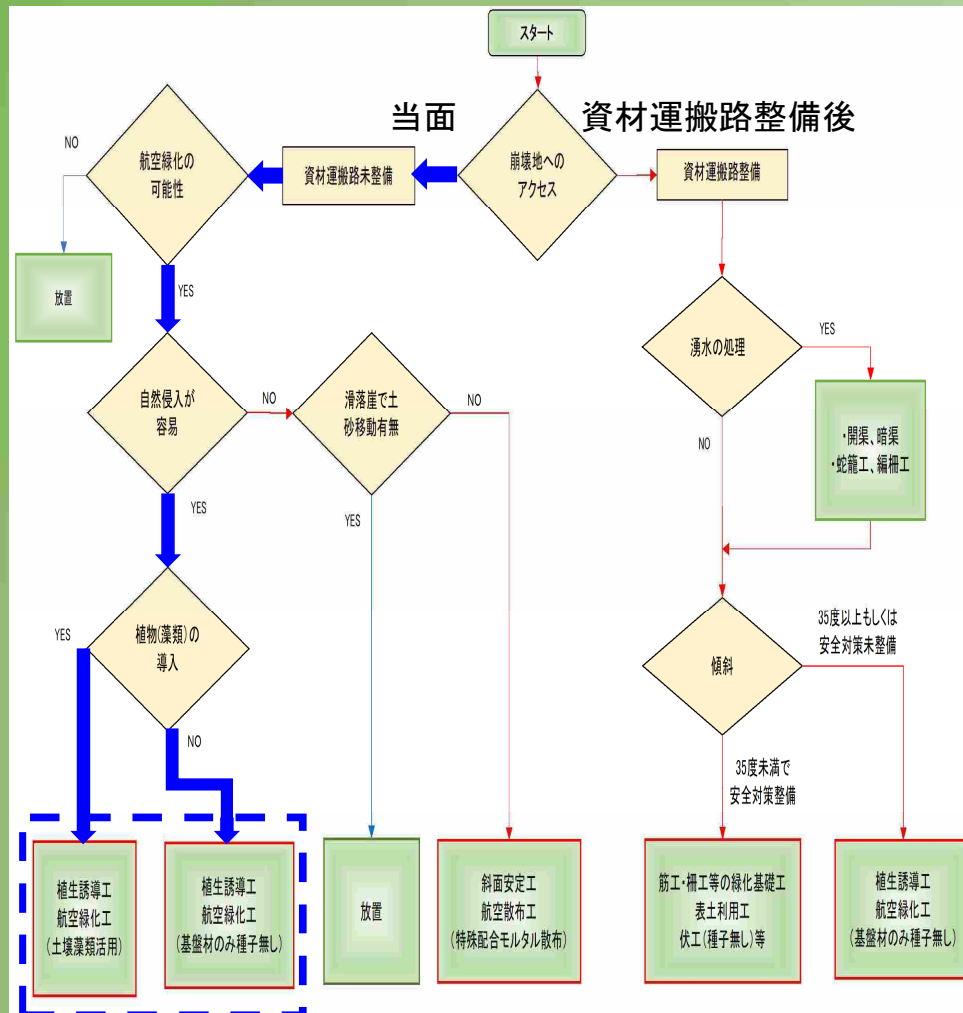 スタート
当面
資材運搬路整備後
NO
航空緑化の
可能性
資材運搬路未整備
崩壊地への
アクセス
資材運搬路整備
放置
YES
湧水の処理
YES
自然侵入が
容易
NO
滑落崖で土
砂移動有無
NO
・開渠、暗渠
・蛇籠工、編柵工
NO
YES
YES
植物(藻類)の
導入
YES
NO
傾斜
35度以上もしくは
安全対策未整備
35度未満で
安全対策整備
植生誘導工
航空緑化工
(土壌藻類活用)
植生誘導工
航空緑化工
(基盤材のみ種子無し)
放置
斜面安定工
航空散布工
(特殊配合モルタル散布)
筋工・柵工等の緑化基礎工
表土利用工
伏工(種子無し)等
植生誘導工
航空緑化工
(基盤材のみ種子無し)